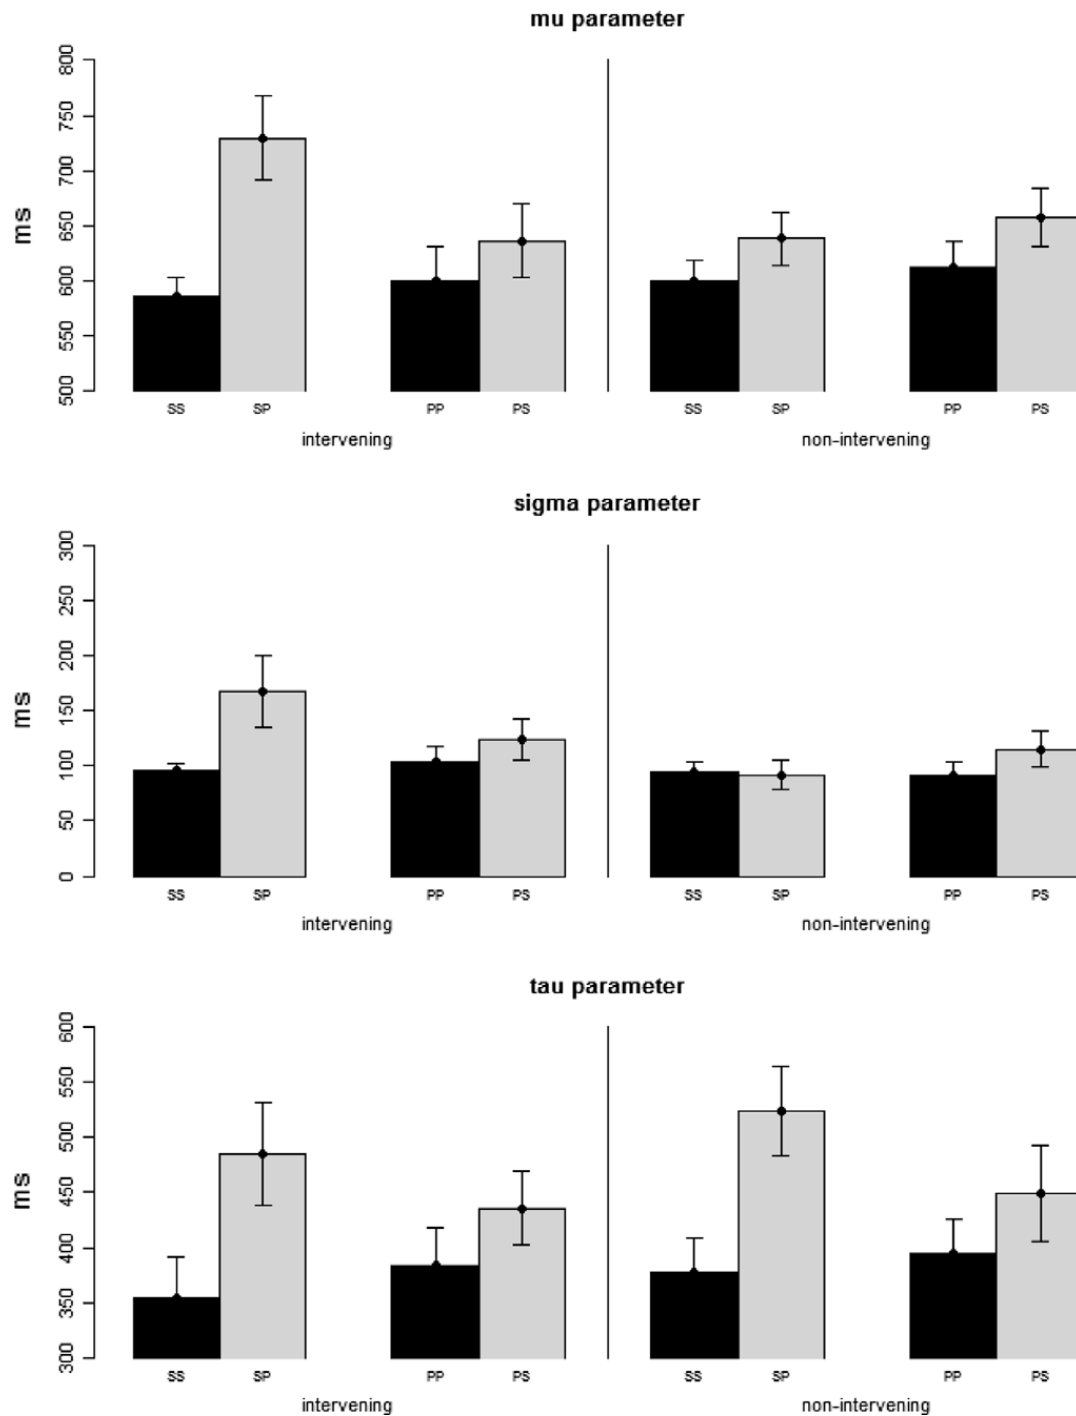 mu parameter
800
750
700
650
600
550
500
ms
SS SP PP PS SS SP PP PS
intervening non-intervening
sigma parameter
300
250
200
150
100
50
0
ms
SS SP PP PS SS SP PP PS
intervening non-intervening
tau parameter
600
550
500
450
400
350
300
ms
SS SP PP PS SS SP PP PS
intervening non-intervening